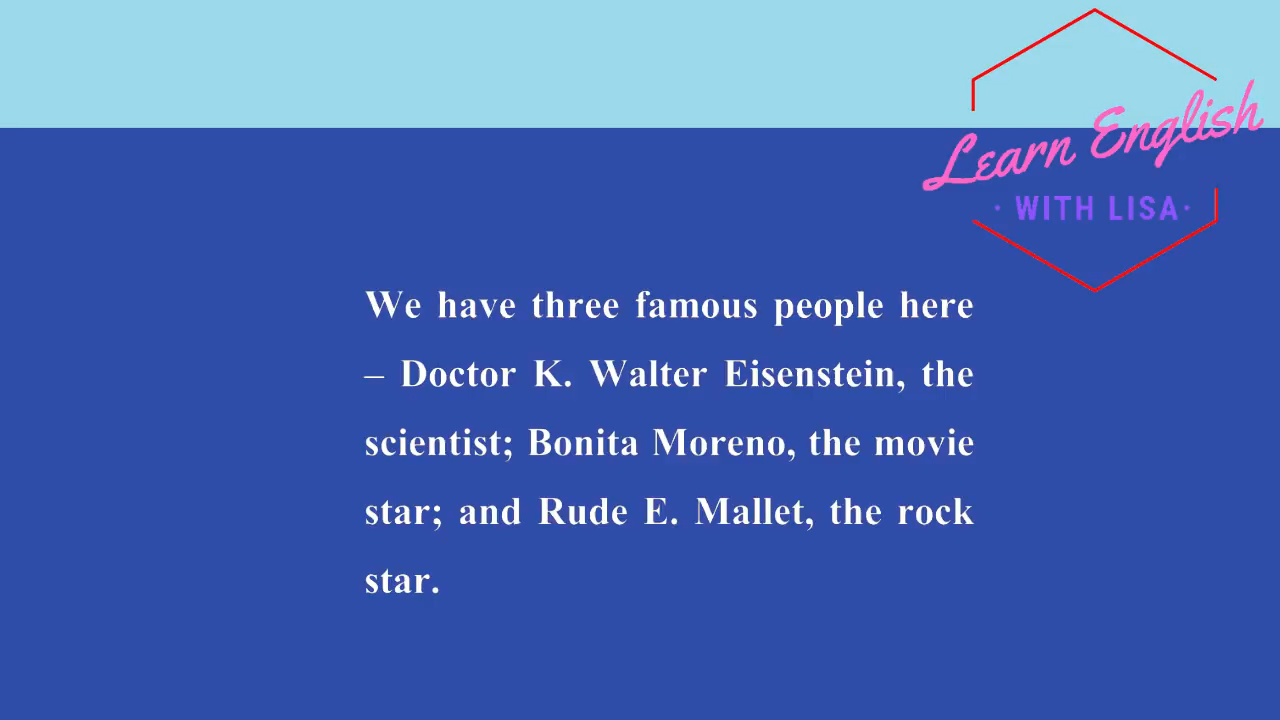 Learn English
· WITH LISA·
We have three famous people here
– Doctor K. Walter Eisenstein, the
scientist; Bonita Moreno, the movie
star; and Rude E. Mallet, the rock
star.